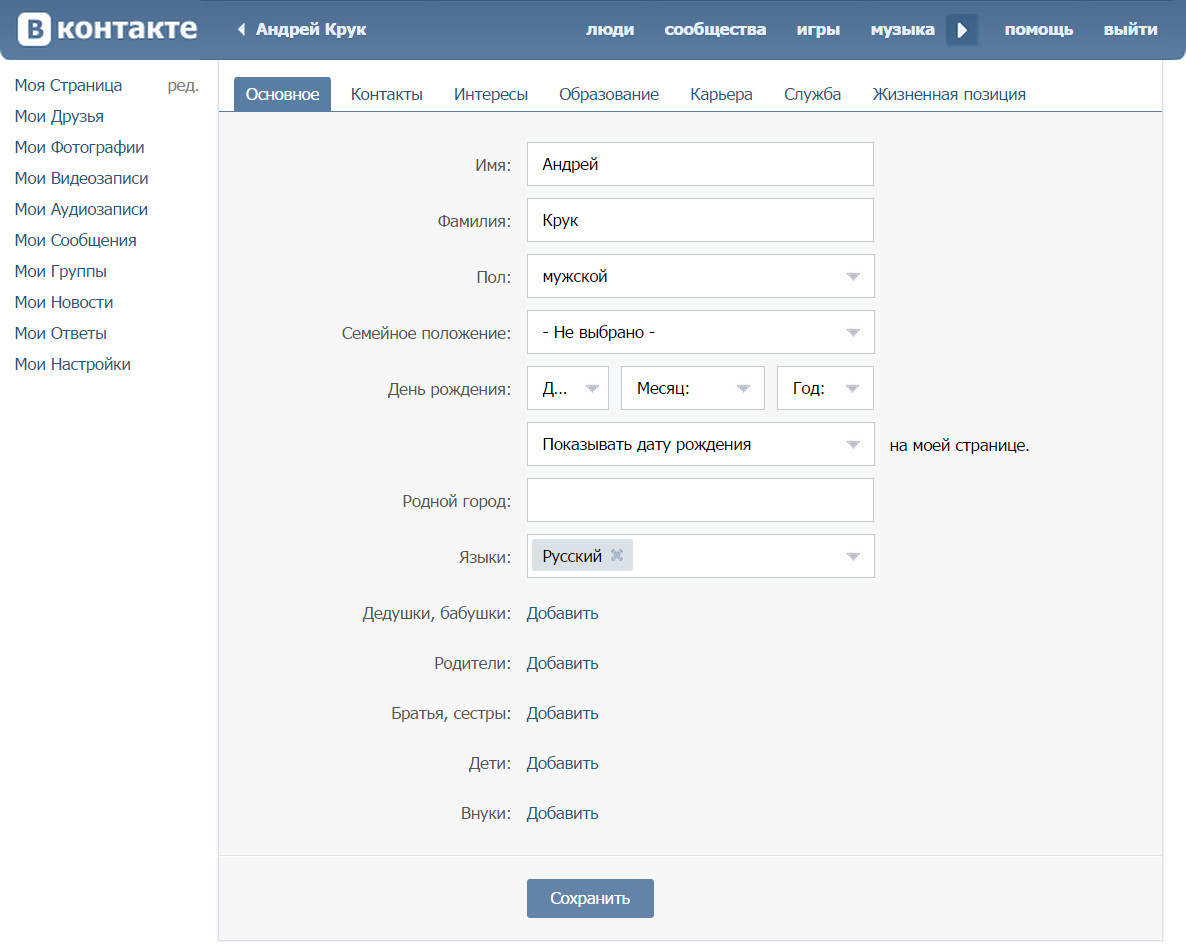 В контакте
Андрей Крук люди сообщества игры музыка помощь выйти
Моя Страница ред.
Мои Друзья
Мои Фотографии
Мои Видеозаписи
Мои Аудиозаписи
Мои Сообщения
Мои Группы
Мои Новости
Мои Ответы
Мои Настройки
Основное Контакты Интересы Образование Карьера Служба Жизненная позиция
Имя: Андрей
Фамилия: Крук
Пол: мужской
Семейное положение: - Не выбрано -
День рождения: Д... Месяц: Год:
Показывать дату рождения на моей странице.
Родной город:
Языки: Русский
Дедушки, бабушки: Добавить
Родители: Добавить
Братья, сестры: Добавить
Дети: Добавить
Внуки: Добавить
Сохранить